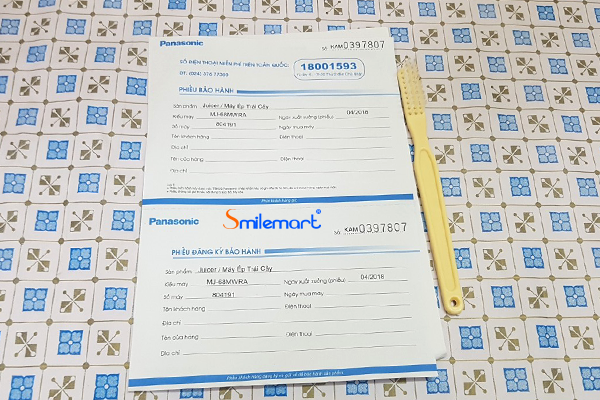 Panasonic
Số: KAM 0397807
SỐ ĐIỆN THOẠI MIỄN PHÍ TRÊN TOÀN QUỐC:
18001593
PHIẾU BẢO HÀNH
Sản phẩm Juicer / Máy Ép Trái Cây
Kiểu máy MJ-68MWRA Ngày xuất xưởng (phiếu) 04/2018
Số máy 804191 Ngày mua máy
Tên khách hàng Điện thoại
Địa chỉ
Tên cửa hàng Điện thoại
Địa chỉ
Panasonic
Smilemart
Số: KAM 0397807
PHIẾU ĐĂNG KÝ BẢO HÀNH
Sản phẩm Juicer / Máy Ép Trái Cây
Kiểu máy MJ-68MWRA Ngày xuất xưởng (phiếu) 04/2018
Số máy 804191 Ngày mua máy
Tên khách hàng Điện thoại
Địa chỉ
Tên cửa hàng Điện thoại
Địa chỉ